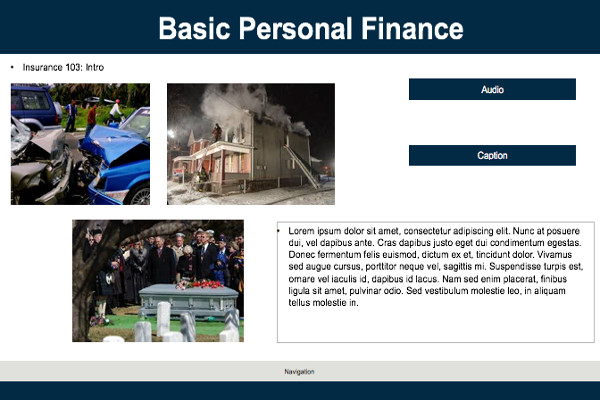 Basic Personal Finance
• Insurance 103: Intro
Audio
Caption
• Lorem ipsum dolor sit amet, consectetur adipiscing elit. Nunc at posuere
dui, vel dapibus ante. Cras dapibus justo eget dui condimentum egestas.
Donec fermentum felis euismod, dictum ex et, tincidunt dolor. Vivamus
sed augue cursus, porttitor neque vel, sagittis mi. Suspendisse turpis est,
ornare vel iaculis id, dapibus id lacus. Nam sed enim placerat, finibus
ligula sit amet, pulvinar odio. Sed vestibulum molestie leo, in aliquam
tellus molestie in.
Navigation